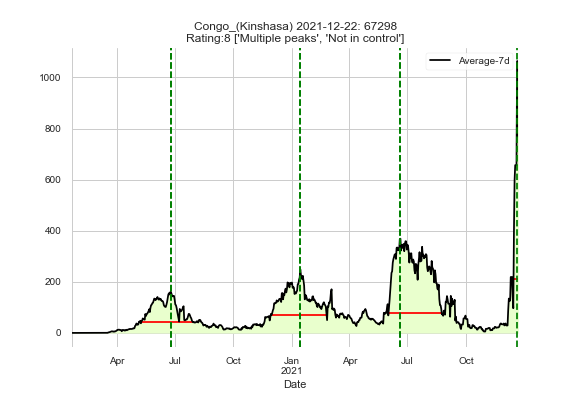 Congo_(Kinshasa) 2021-12-22: 67298
Rating:8 ['Multiple peaks', 'Not in control']
Average-7d
1000
800
600
400
200
0
Apr Jul Oct Jan Apr Jul Oct
2021
Date